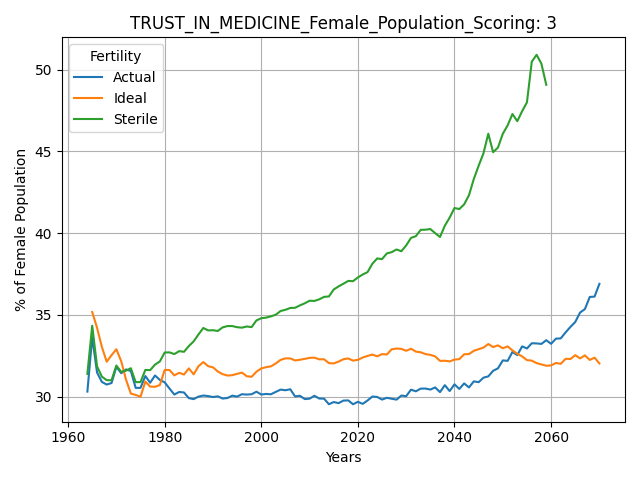 TRUST_IN_MEDICINE_Female_Population_Scoring: 3
Fertility
Actual
Ideal
Sterile
% of Female Population
50
45
40
35
30
1960
1980
2000
2020
2040
2060
Years